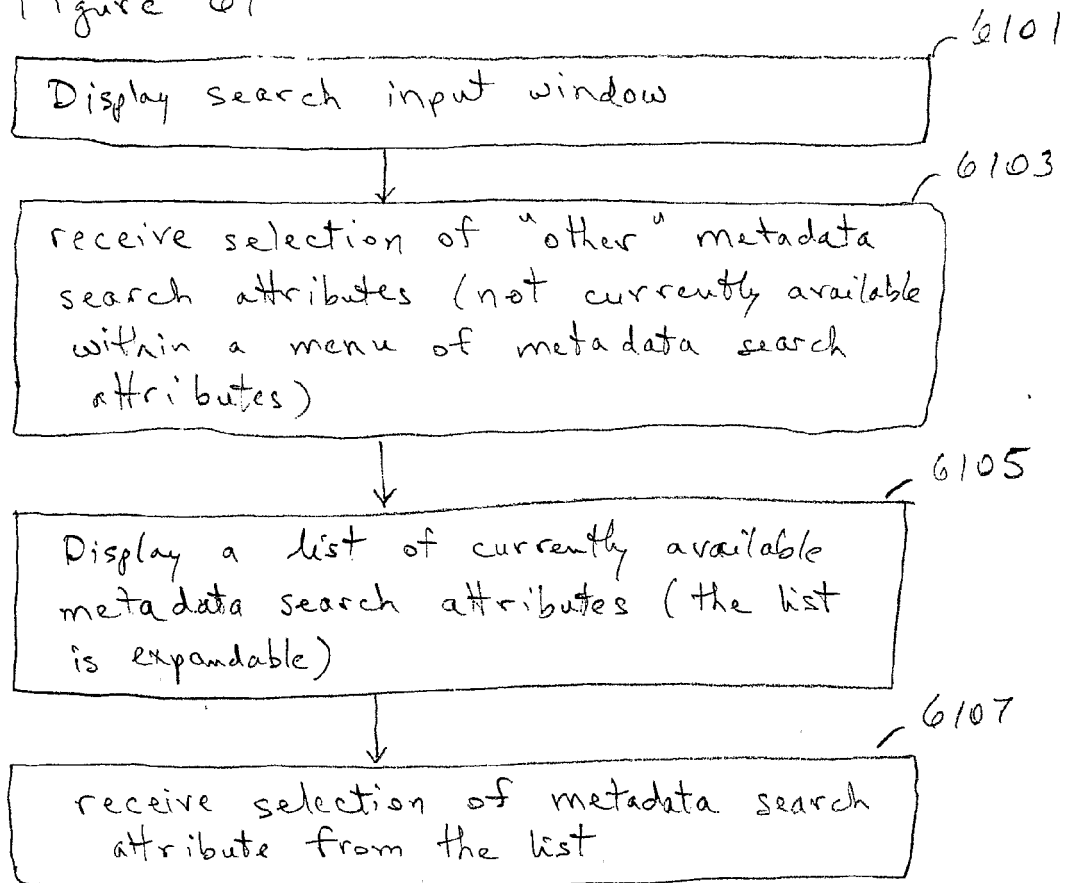 Figure 61
6101
Display search input window
6103
receive selection of "other" metadata
search attributes (not currently available
within a menu of metadata search
attributes)
6105
Display a list of currently available
metadata search attributes (the list
is expandable)
6107
receive selection of metadata search
attribute from the list